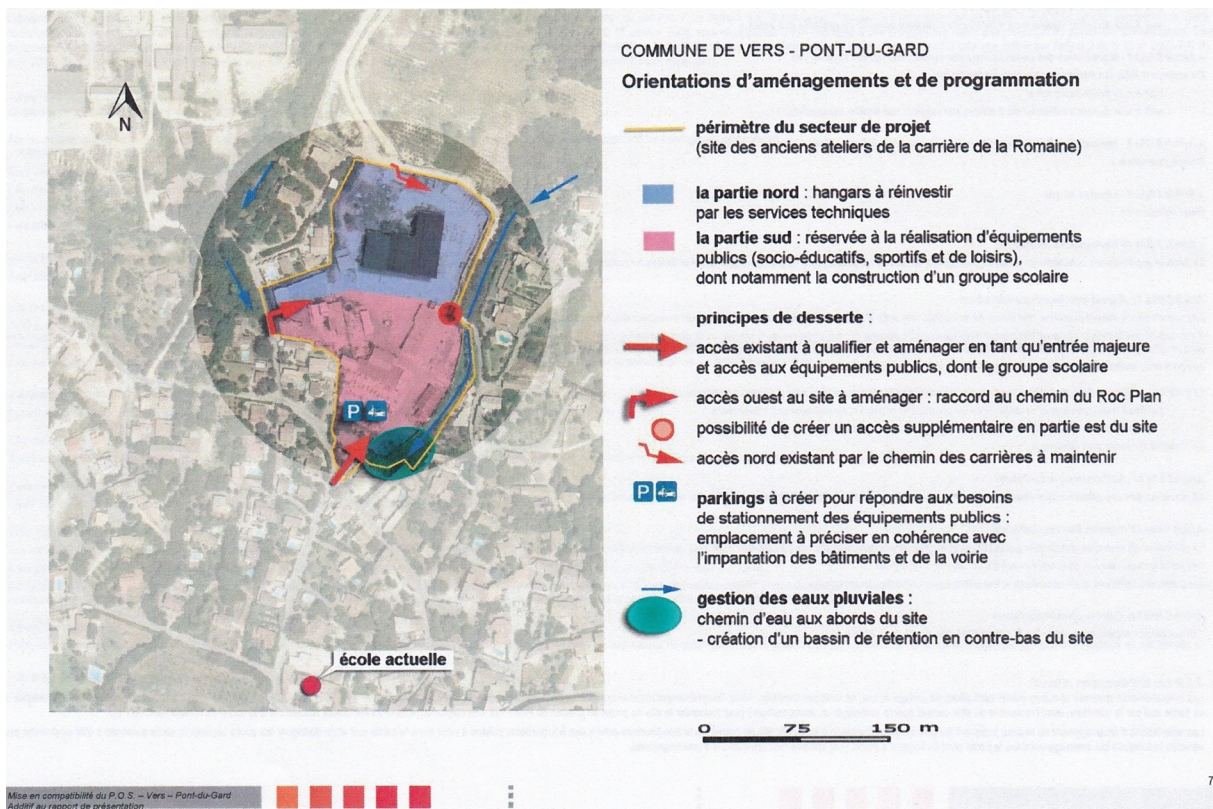 N
COMMUNE DE VERS - PONT-DU-GARD
Orientations d'aménagements et de programmation
périmètre du secteur de projet
(site des anciens ateliers de la carrière de la Romaine)
la partie nord : hangars à réinvestir
par les services techniques
la partie sud : réservée à la réalisation d'équipements
publics (socio-éducatifs, sportifs et de loisirs),
dont notamment la construction d'un groupe scolaire
principes de desserte :
accès existant à qualifier et aménager en tant qu'entrée majeure
et accès aux équipements publics, dont le groupe scolaire
accès ouest au site à aménager : raccord au chemin du Roc Plan
possibilité de créer un accès supplémentaire en partie est du site
accès nord existant par le chemin des carrières à maintenir
P
P
parkings à créer pour répondre aux besoins
de stationnement des équipements publics :
emplacement à préciser en cohérence avec
l'impantation des bâtiments et de la voirie
gestion des eaux pluviales :
chemin d'eau aux abords du site
- création d'un bassin de rétention en contre-bas du site
école actuelle
0 75 150 m
7
Mise en compatibilité du P.O.S. – Vers – Pont-du-Gard
Additif au rapport de présentation